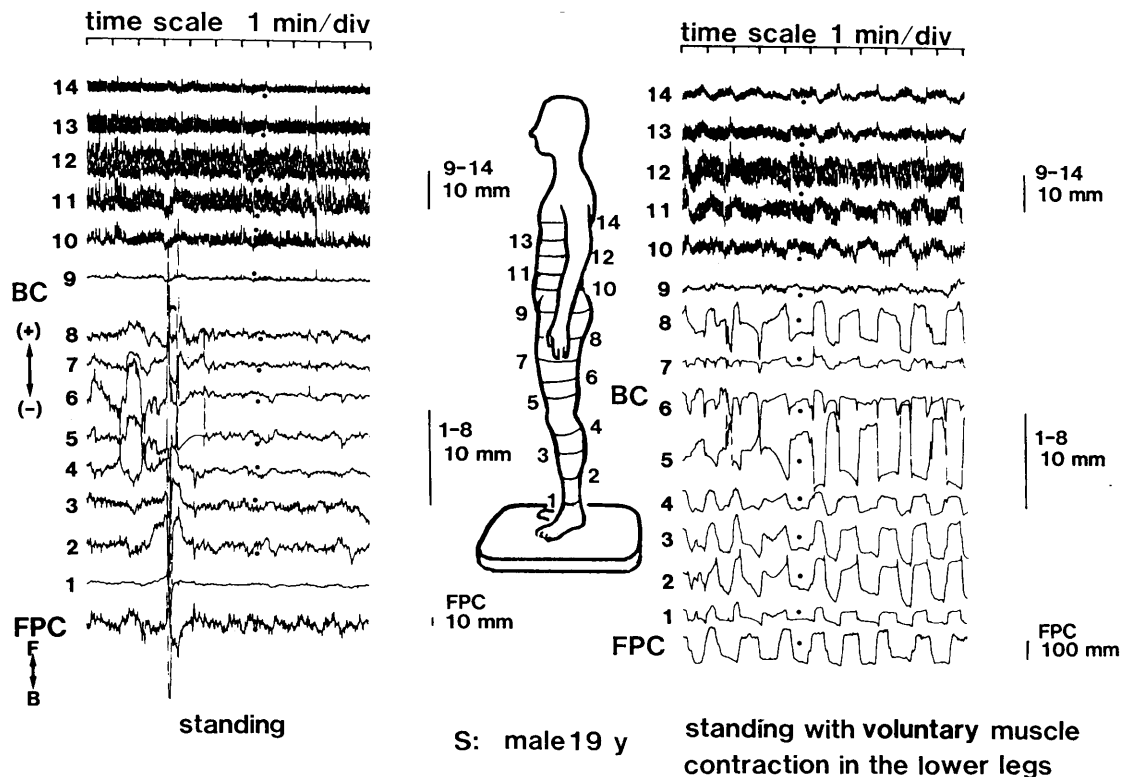 time scale 1 min/div
14
13
12
11
10
9
BC
(+)
(-)
8
7
6
5
4
3
2
1
FPC
F
B
standing
9-14
10 mm
1-8
10 mm
FPC
10 mm
14
13
12
11
10
9
8
7
6
5
4
3
2
1
S: male 19 y
time scale 1 min/div
14
13
12
11
10
9
8
7
BC
6
5
4
3
2
1
FPC
9-14
10 mm
1-8
10 mm
FPC
100 mm
standing with voluntary muscle
contraction in the lower legs